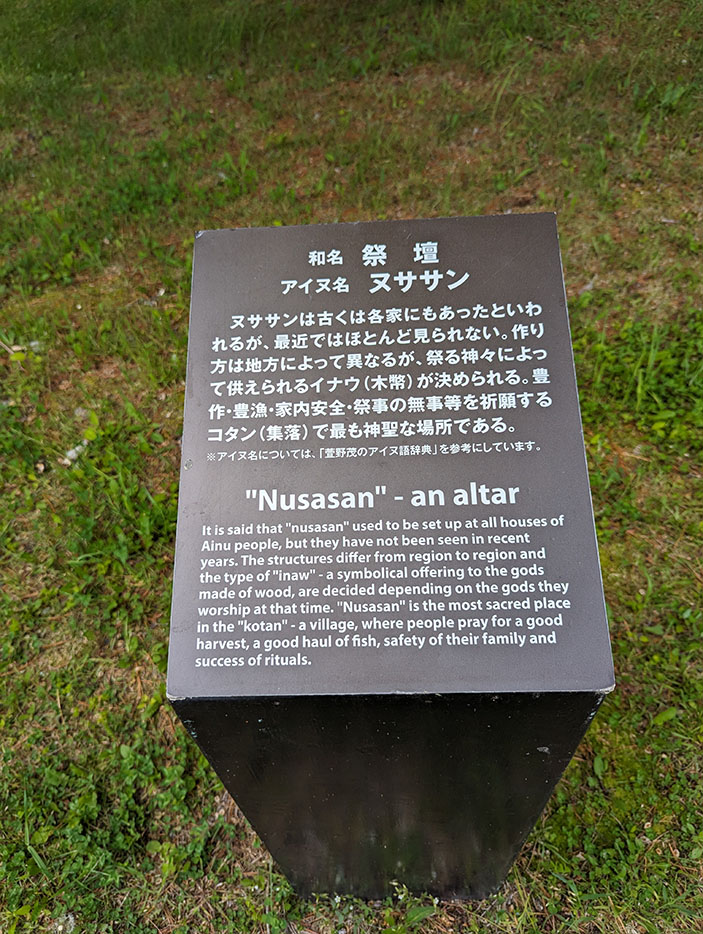 和名 祭 壇
アイヌ名 ヌササン
ヌササンは古くは各家にもあったといわ
れるが、最近ではほとんど見られない。作り
方は地方によって異なるが、祭る神々によっ
て供えられるイナウ（木幣）が決められる。豊
作・豊漁・家内安全・祭事の無事等を祈願する
コタン（集落）で最も神聖な場所である。
※アイヌ名については、「萱野茂のアイヌ語辞典」を参考にしています。
"Nusasan" - an altar
It is said that "nusasan" used to be set up at all houses of
Ainu people, but they have not been seen in recent
years. The structures differ from region to region and
the type of "inaw" - a symbolical offering to the gods
made of wood, are decided depending on the gods they
worship at that time. "Nusasan" is the most sacred place
in the "kotan" - a village, where people pray for a good
harvest, a good haul of fish, safety of their family and
success of rituals.